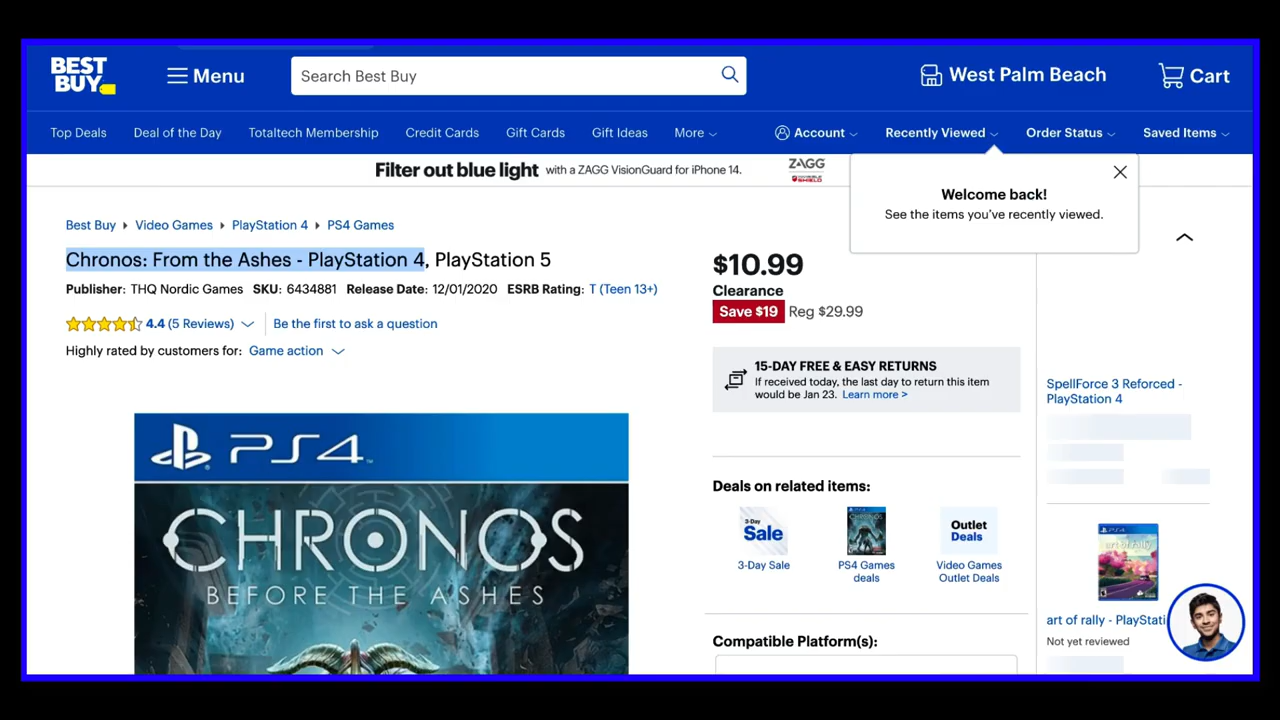 BEST
BUY
Menu
Search Best Buy
West Palm Beach
Cart
Top Deals
Deal of the Day
Totaltech Membership
Credit Cards
Gift Cards
Gift Ideas
More
Account
Recently Viewed
Order Status
Saved Items
Filter out blue light with a ZAGG VisionGuard for iPhone 14.
ZAGG
Welcome back!
See the items you've recently viewed.
Best Buy
Video Games
PlayStation 4
PS4 Games
Chronos: From the Ashes - PlayStation 4, PlayStation 5
Publisher: THQ Nordic Games SKU: 6434881 Release Date: 12/01/2020 ESRB Rating: T (Teen 13+)
4.4 (5 Reviews)
Be the first to ask a question
Highly rated by customers for: Game action
PS4
CHRONOS
BEFORE THE ASHES
$10.99
Clearance
Save $19 Reg $29.99
15-DAY FREE & EASY RETURNS
If received today, the last day to return this item
would be Jan 23. Learn more >
Deals on related items:
3-Day
Sale
3-Day Sale
PS4 Games
deals
Outlet
Deals
Video Games
Outlet Deals
Compatible Platform(s):
SpellForce 3 Reforced -
PlayStation 4
art of rally
art of rally - PlayStati
Not yet reviewed